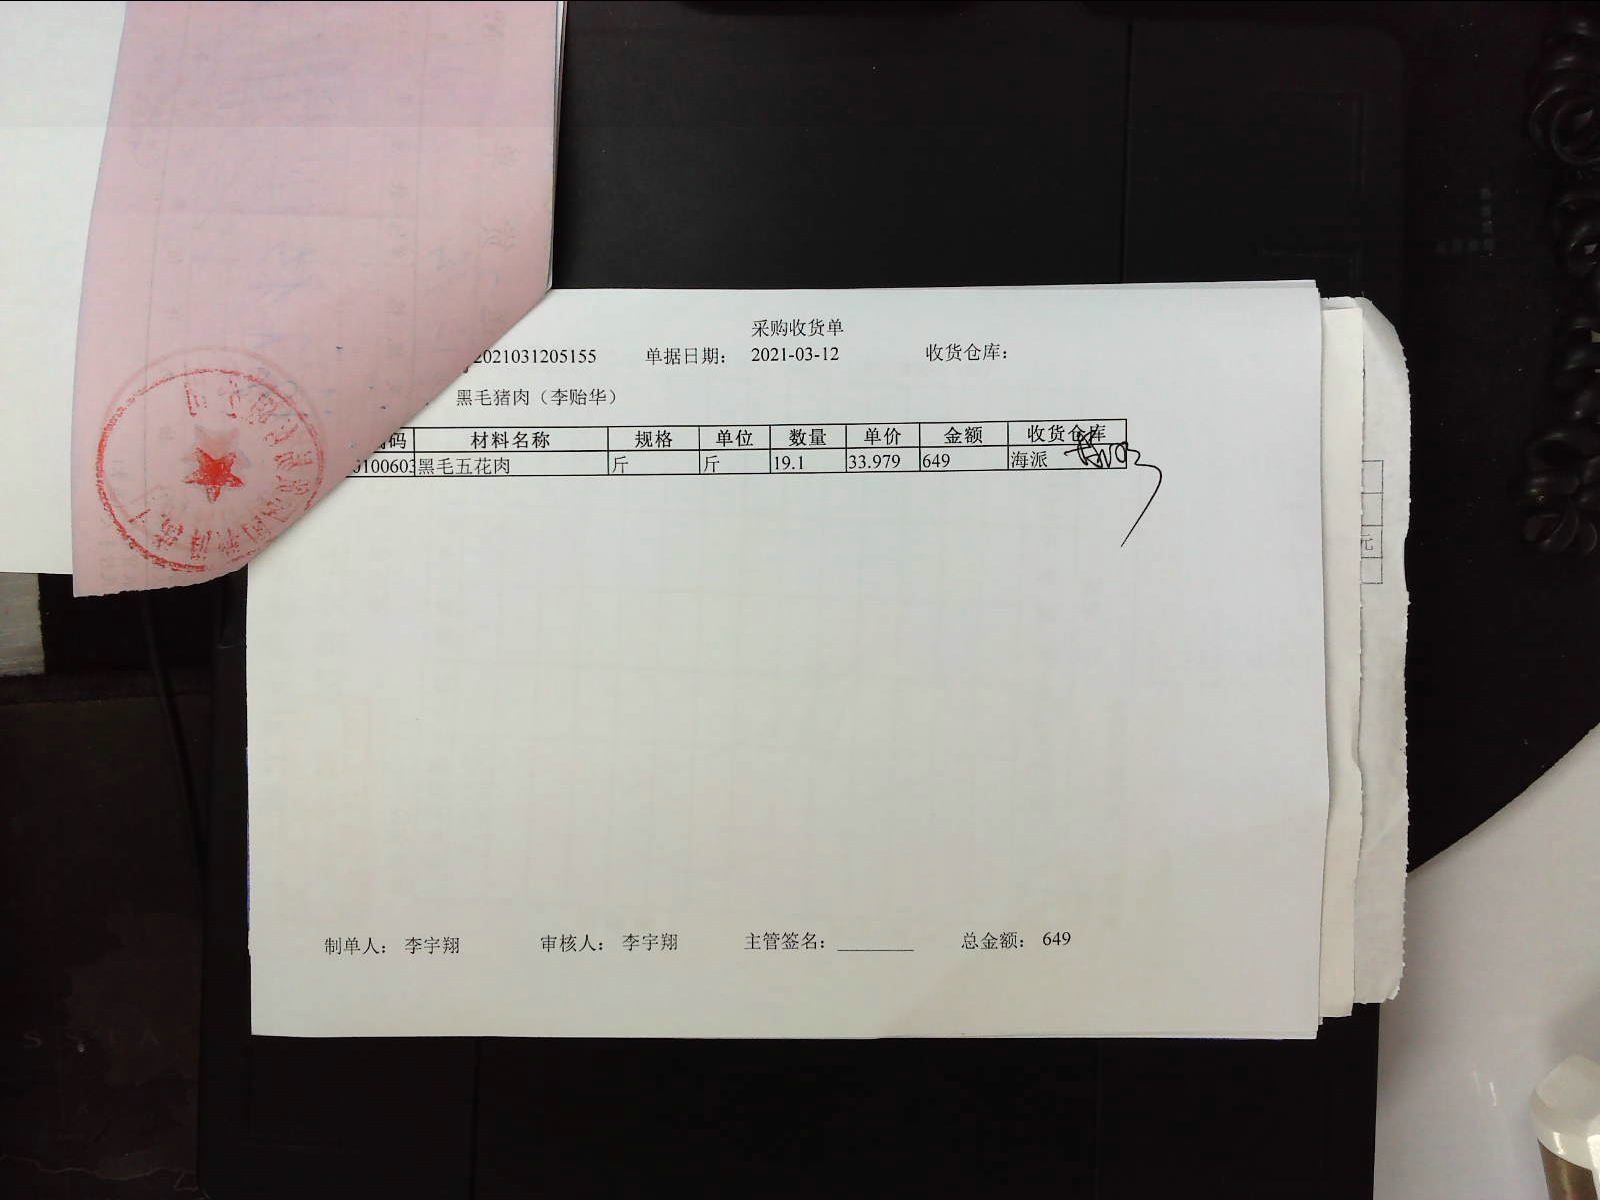 采购收货单
2021031205155 单据日期： 2021-03-12 收货仓库：
黑毛猪肉（李贻华）
码 材料名称 规格 单位 数量 单价 金额 收货仓库
0100603 黑毛五花肉 斤 斤 19.1 33.979 649 海派
元
制单人： 李宇翔 审核人： 李宇翔 主管签名： 总金额： 649